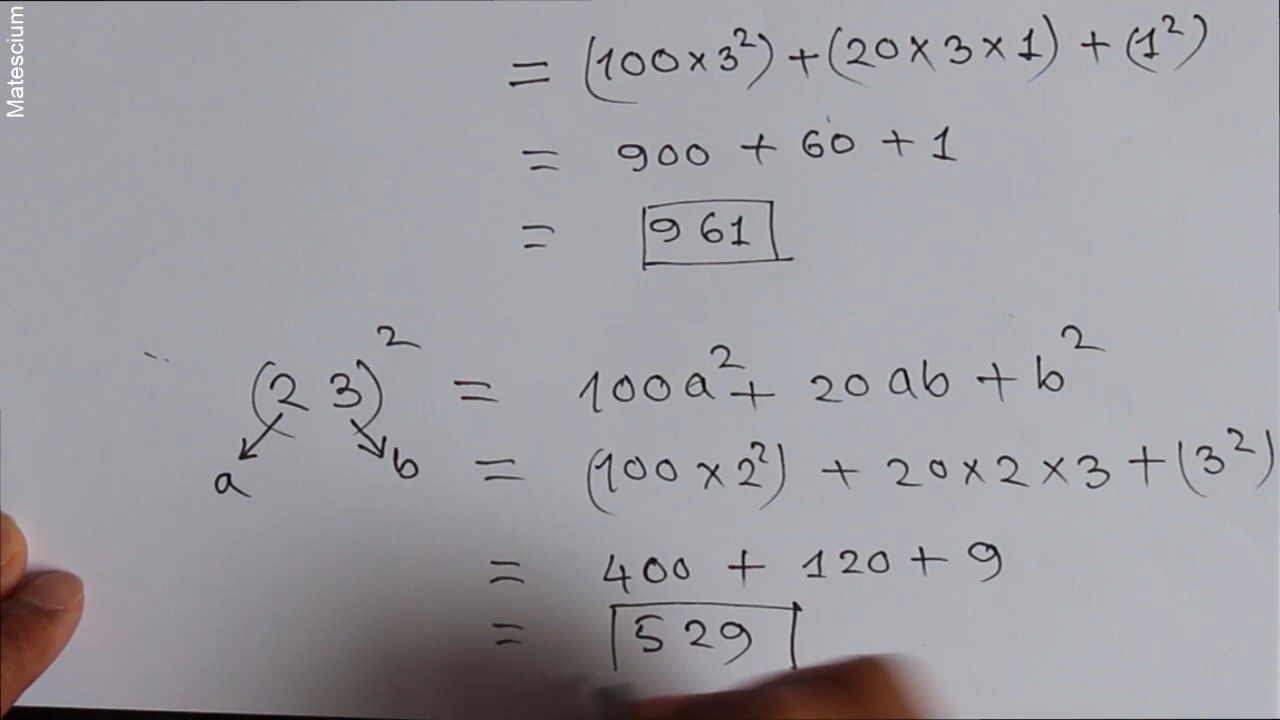 Matescium
= (100 × 3²) + (20 × 3 × 1) + (1²)
= 900 + 60 + 1
= 961
(23)² = 100a² + 20ab + b²
a b = (100 × 2²) + 20 × 2 × 3 + (3²)
= 400 + 120 + 9
= 529